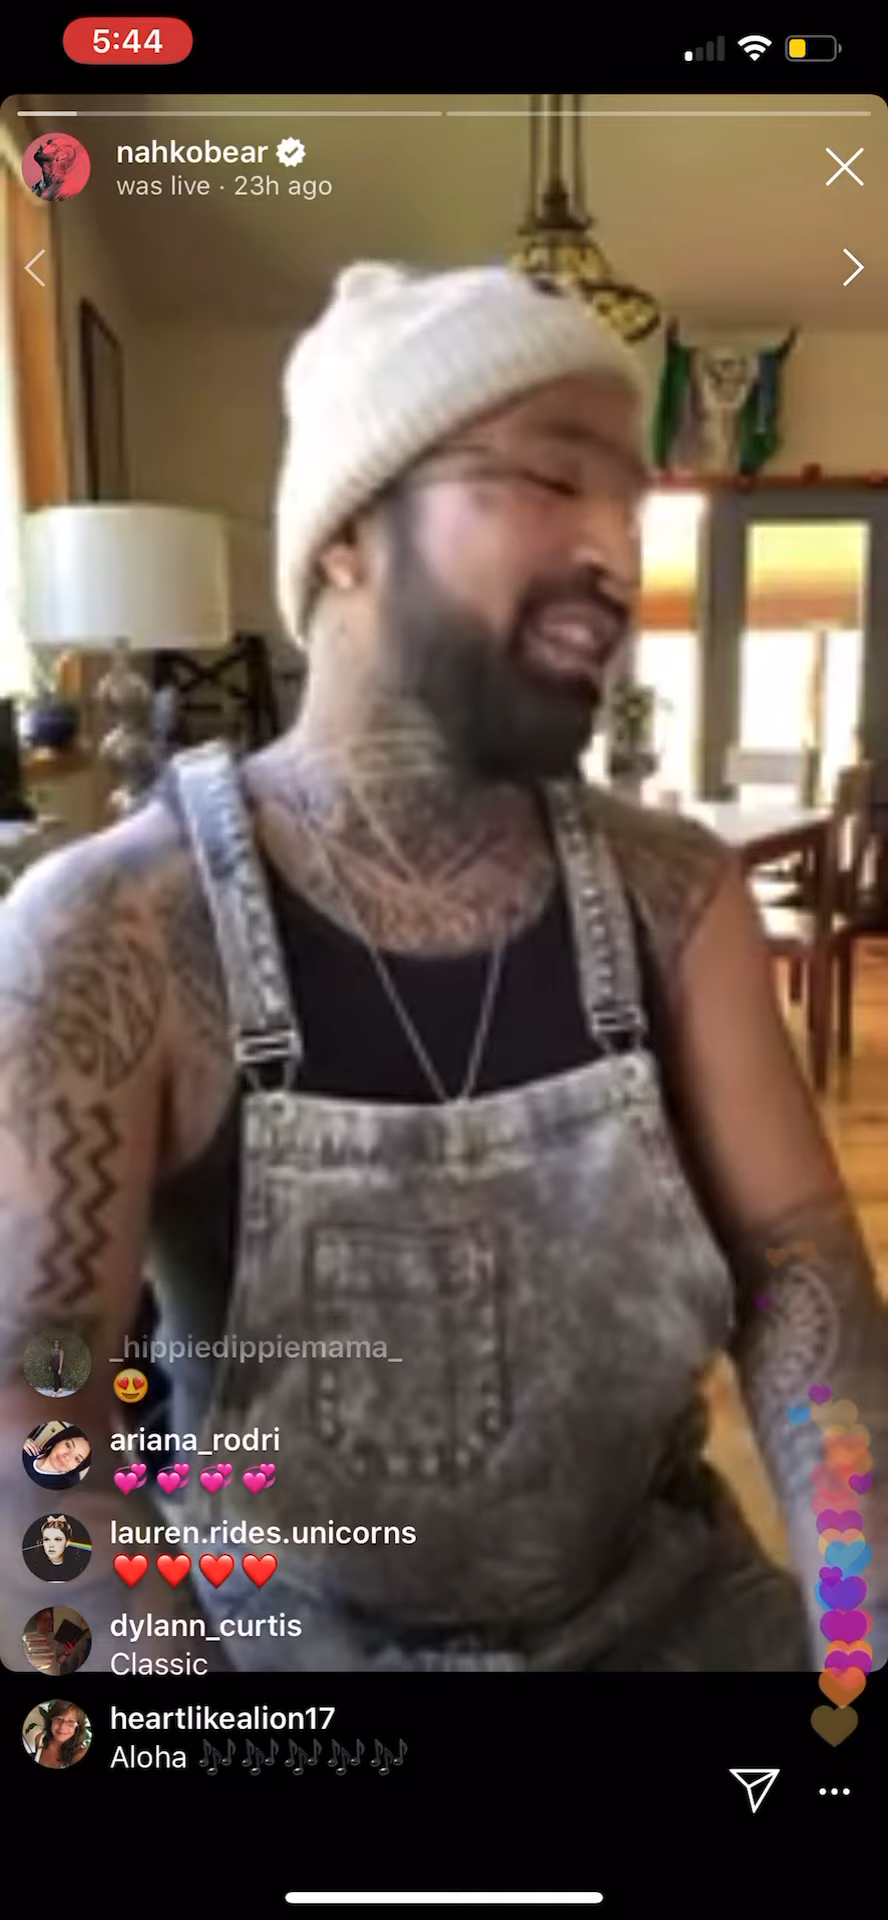 5:44
nahkobear
was live · 23h ago
_hippiedippiemama_
😍
ariana_rodri
💞 💞 💞 💞
lauren.rides.unicorns
❤️ ❤️ ❤️ ❤️
dylann_curtis
Classic
heartlikealion17
Aloha 🎶 🎶 🎶 🎶 🎶